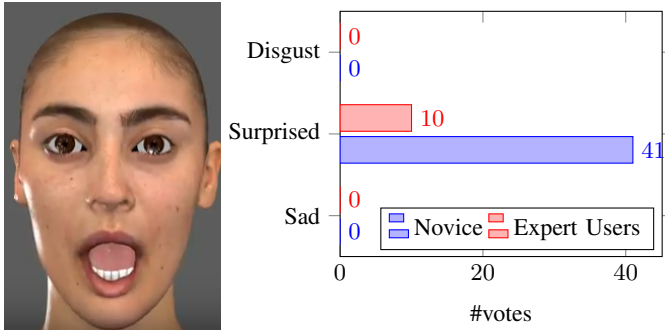 Disgust
0
0
Surprised
10
41
Sad
0
0
Novice Expert Users
0 20 40
#votes